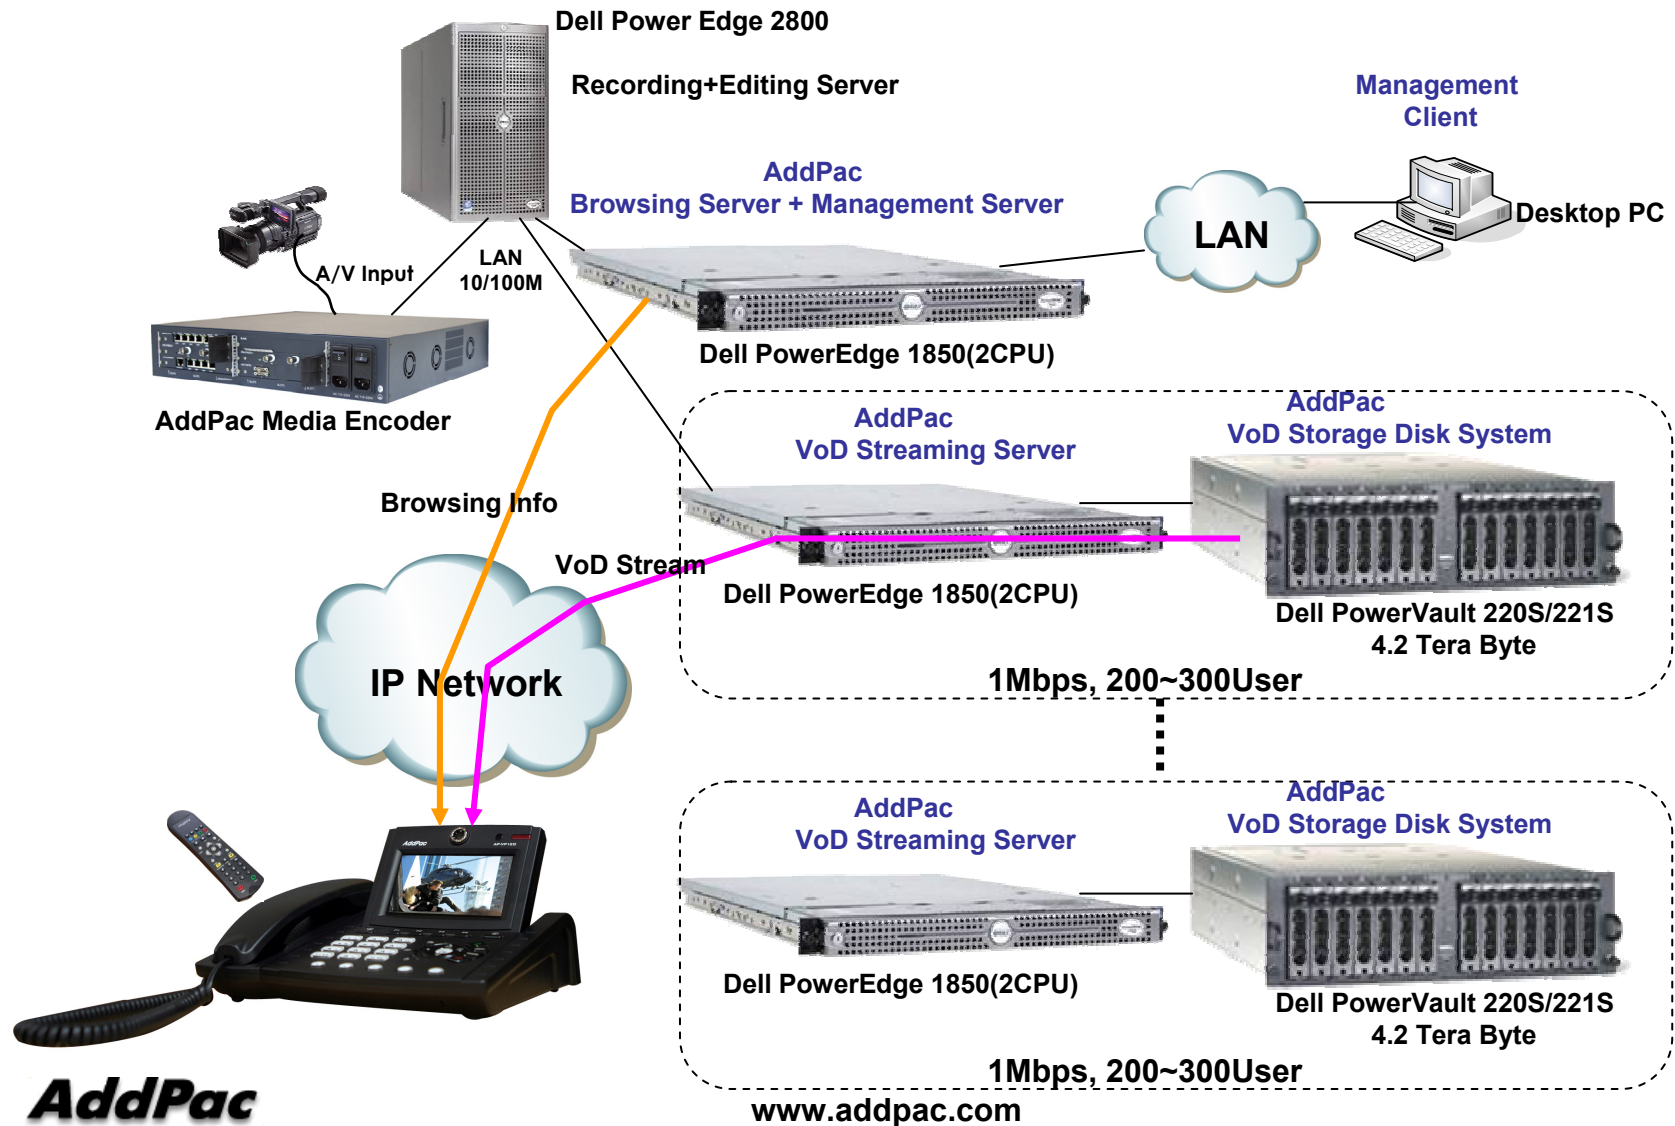 Dell Power Edge 2800
Recording+Editing Server
Management
Client
AddPac
Browsing Server + Management Server
Desktop PC
LAN
A/V Input
LAN
10/100M
Dell PowerEdge 1850(2CPU)
AddPac Media Encoder
AddPac
VoD Streaming Server
AddPac
VoD Storage Disk System
Browsing Info
VoD Stream
Dell PowerEdge 1850(2CPU)
Dell PowerVault 220S/221S
4.2 Tera Byte
IP Network
1Mbps, 200~300User
AddPac
VoD Streaming Server
AddPac
VoD Storage Disk System
AddPac
Dell PowerEdge 1850(2CPU)
Dell PowerVault 220S/221S
4.2 Tera Byte
1Mbps, 200~300User
AddPac
www.addpac.com